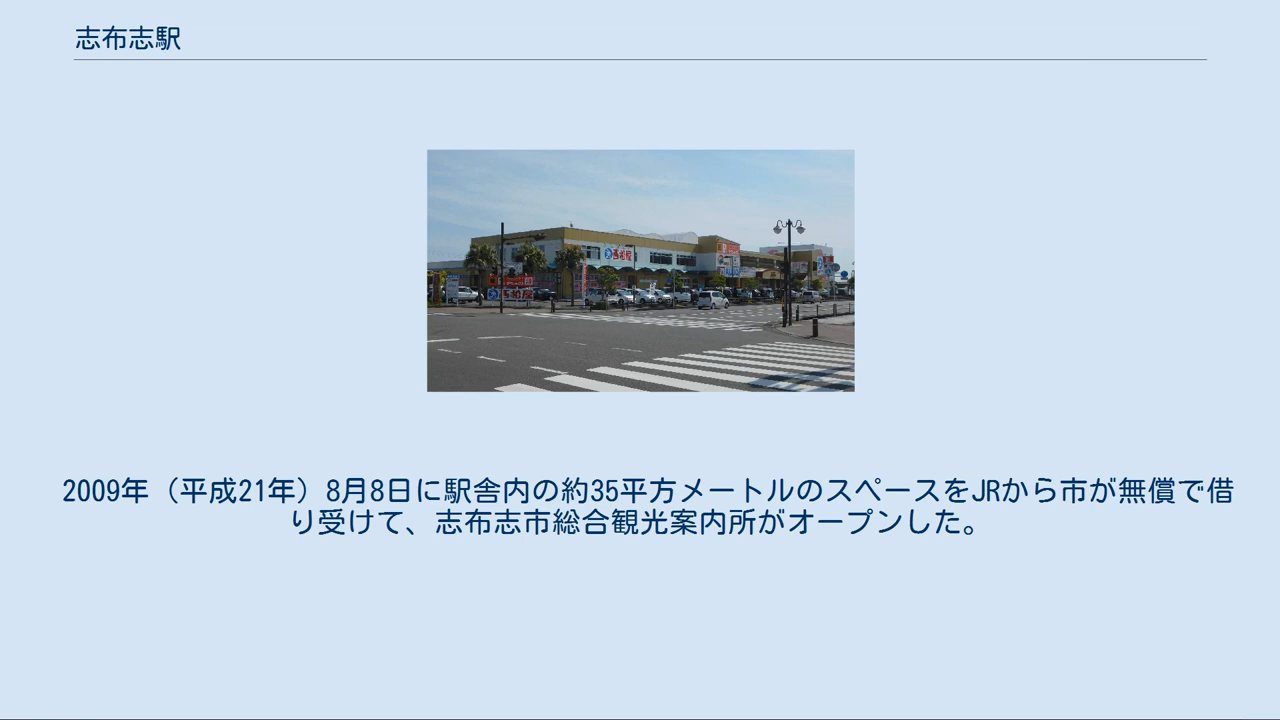 志布志駅
西松屋
2009年（平成21年）8月8日に駅舎内の約35平方メートルのスペースをJRから市が無償で借
り受けて、志布志市総合観光案内所がオープンした。